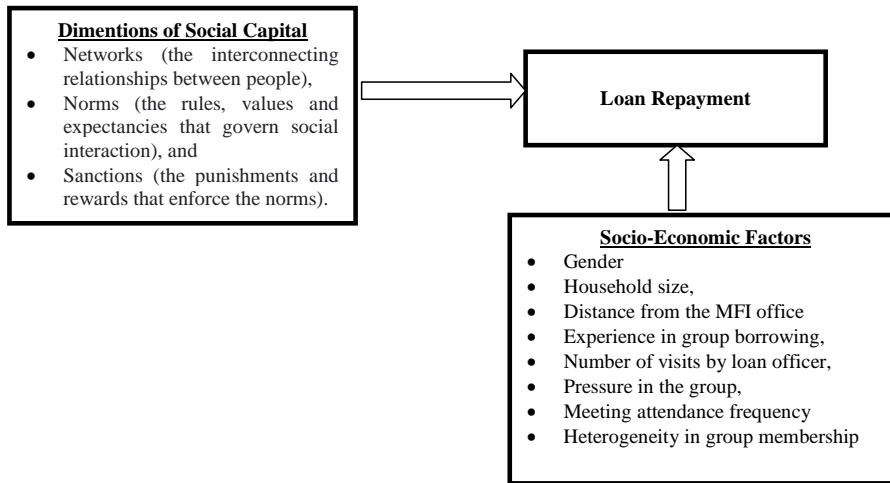 Dimentions of Social Capital
• Networks (the interconnecting
relationships between people),
• Norms (the rules, values and
expectancies that govern social
interaction), and
• Sanctions (the punishments and
rewards that enforce the norms).
Loan Repayment
Socio-Economic Factors
• Gender
• Household size,
• Distance from the MFI office
• Experience in group borrowing,
• Number of visits by loan officer,
• Pressure in the group,
• Meeting attendance frequency
• Heterogeneity in group membership